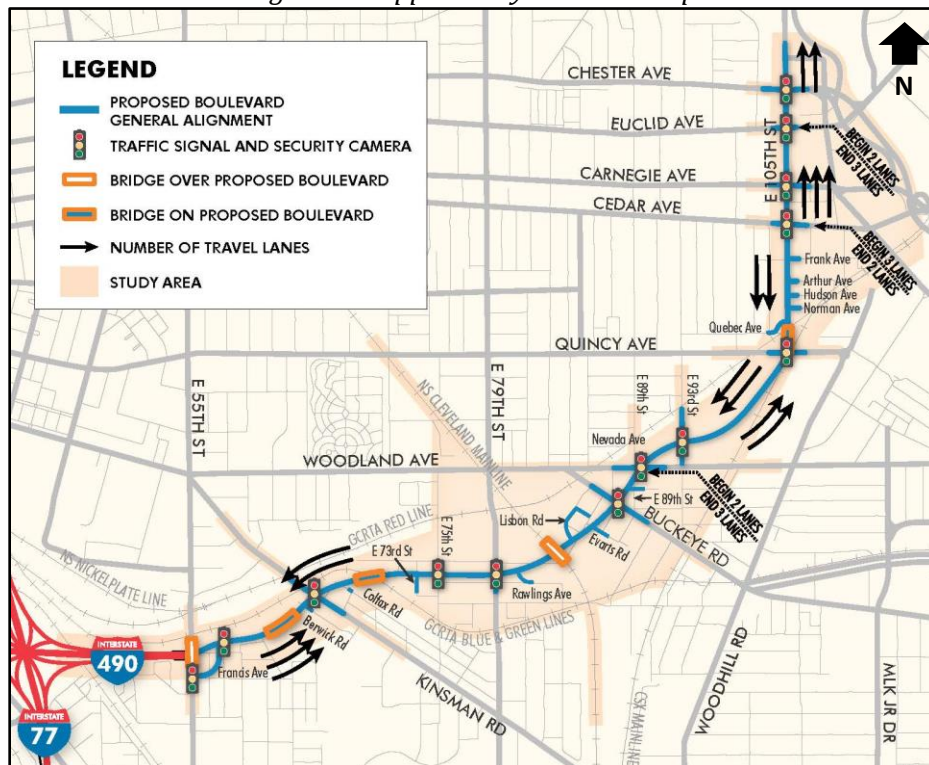 LEGEND
PROPOSED BOULEVARD
GENERAL ALIGNMENT
TRAFFIC SIGNAL AND SECURITY CAMERA
BRIDGE OVER PROPOSED BOULEVARD
BRIDGE ON PROPOSED BOULEVARD
NUMBER OF TRAVEL LANES
STUDY AREA
N
CHESTER AVE
EUCLID AVE
BEGIN 2 LANES
END 3 LANES
E 105TH ST
CARNEGIE AVE
CEDAR AVE
BEGIN 3 LANES
END 2 LANES
Frank Ave
Arthur Ave
Hudson Ave
Norman Ave
Quebec Ave
QUINCY AVE
E 55TH ST
E 79TH ST
NS CLEVELAND MAINLINE
E 89th St
E 93rd St
Nevada Ave
WOODLAND AVE
BEGIN 2 LANES
END 3 LANES
E 89th St
BUCKEYE RD
Lisbon Rd
Evarts Rd
GCRTA RED LINE
E 75th St
E 73rd St
NS NICKELPLATE LINE
Colfax Rd
Rawlings Ave
GCRTA BLUE & GREEN LINES
Berwick Rd
Francis Ave
KINSMAN RD
CSX MAINLINE
WOODHILL RD
MLK JR DR
INTERSTATE
490
INTERSTATE
77